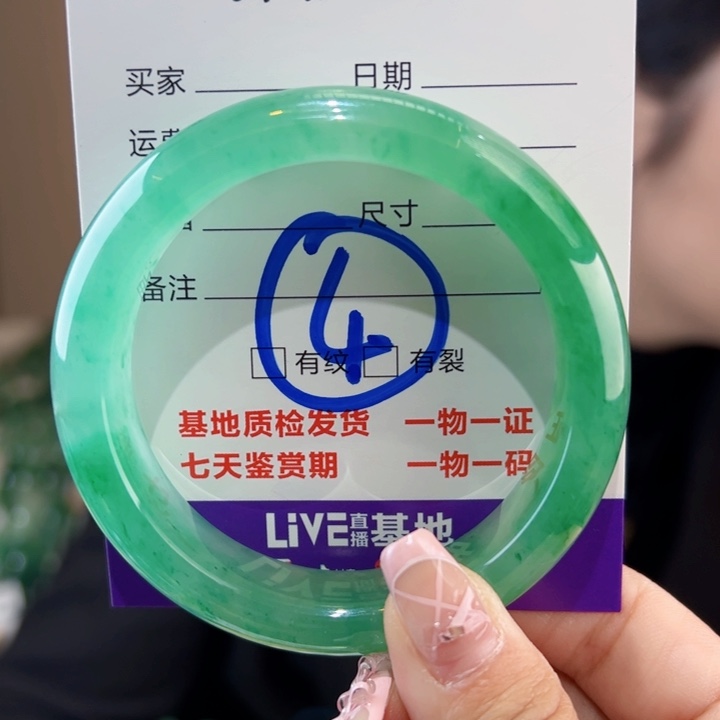 买家 日期
运费
尺寸
备注
④
有纹 有裂
基地质检发货 一物一证
七天鉴赏期 一物一码
LiVE直播基地